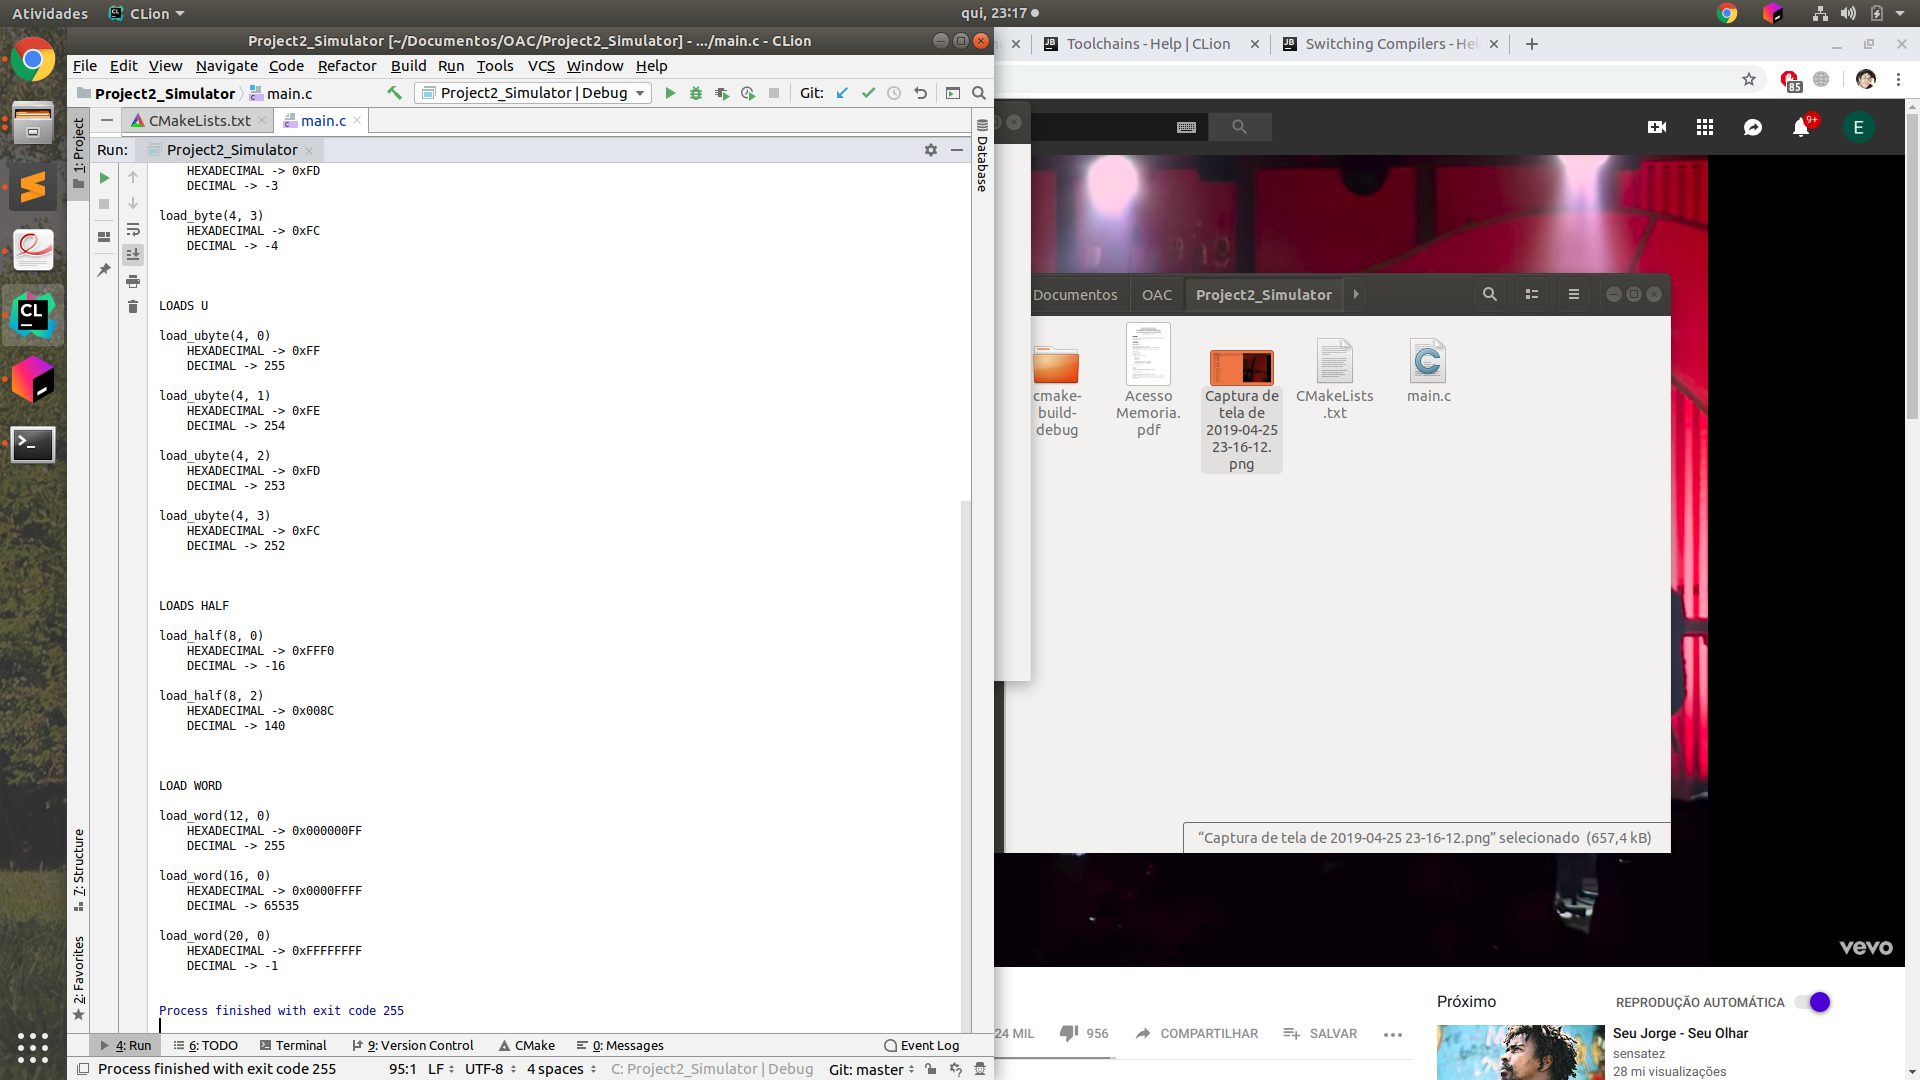 Atividades
CLion
qui, 23:17
Project2_Simulator [~/Documentos/OAC/Project2_Simulator] - .../main.c - CLion
File Edit View Navigate Code Refactor Build Run Tools VCS Window Help
Project2_Simulator
main.c
Project2_Simulator | Debug
Git:
CMakeLists.txt
main.c
1: Project
Run:
Project2_Simulator
Database
HEXADECIMAL -> 0xFD
DECIMAL -> -3
load_byte(4, 3)
HEXADECIMAL -> 0xFC
DECIMAL -> -4
LOADS U
load_ubyte(4, 0)
HEXADECIMAL -> 0xFF
DECIMAL -> 255
load_ubyte(4, 1)
HEXADECIMAL -> 0xFE
DECIMAL -> 254
load_ubyte(4, 2)
HEXADECIMAL -> 0xFD
DECIMAL -> 253
load_ubyte(4, 3)
HEXADECIMAL -> 0xFC
DECIMAL -> 252
LOADS HALF
load_half(8, 0)
HEXADECIMAL -> 0xFFF0
DECIMAL -> -16
load_half(8, 2)
HEXADECIMAL -> 0x008C
DECIMAL -> 140
LOAD WORD
load_word(12, 0)
HEXADECIMAL -> 0x000000FF
DECIMAL -> 255
load_word(16, 0)
HEXADECIMAL -> 0x0000FFFF
DECIMAL -> 65535
load_word(20, 0)
HEXADECIMAL -> 0xFFFFFFFF
DECIMAL -> -1
Process finished with exit code 255
7: Structure
2: Favorites
4: Run
6: TODO
Terminal
9: Version Control
CMake
0: Messages
Event Log
Process finished with exit code 255
95:1
LF
UTF-8
4 spaces
C: Project2_Simulator | Debug
Git: master
Toolchains - Help | CLion
Switching Compilers - Hel
85
9+
E
Documentos
OAC
Project2_Simulator
cmake-
build-
debug
Acesso
Memoria.
pdf
Captura de
tela de
2019-04-25
23-16-12.
png
CMakeLists
.txt
main.c
CL
"Captura de tela de 2019-04-25 23-16-12.png" selecionado (657,4 kB)
vevo
24 MIL
956
COMPARTILHAR
SALVAR
Próximo
REPRODUÇÃO AUTOMÁTICA
Seu Jorge - Seu Olhar
sensatez
28 mi visualizações